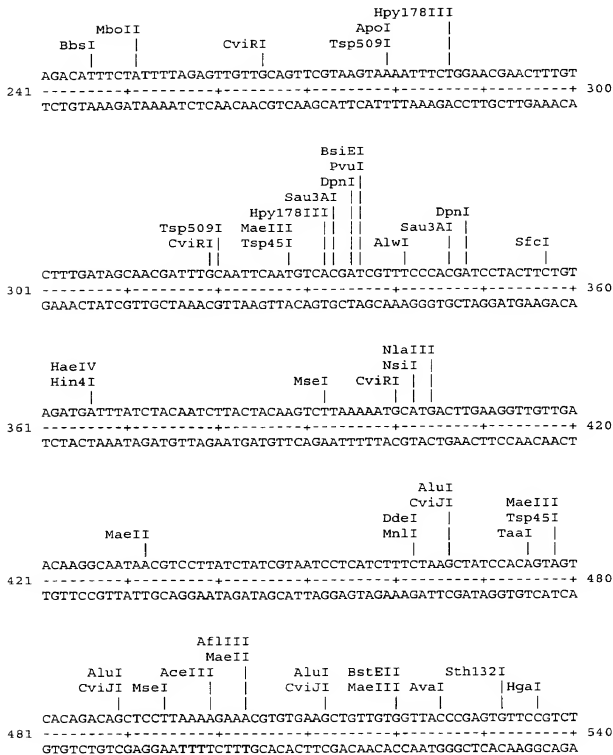 Hpy178III
MboII ApoI
BbsI CviRI Tsp509I
AGACATTTCTATTTTAGAGTTGTTGCAGTTCGTAAGTAAAATTTCTGGAACGAACTTTGT
241 ---------+---------+---------+---------+---------+---------+ 300
TCTGTAAAGATAAAATCTCAACAACGTCAAGCATTCATTTTAAAGACCTTGCTTGAAACA
BsiEI
PvuI
DpnI
Sau3AI
Hpy178III DpnI
Tsp509I MaeIII Sau3AI
CviRI Tsp45I AlwI SfcI
CTTTGATAGCAACGATTTGCAATTCAATGTCACGATCGTTTCCCACGATCCTACTTCTGT
301 ---------+---------+---------+---------+---------+---------+ 360
GAAACTATCGTTGCTAAACGTTAAGTTACAGTGCTAGCAAAGGGTGCTAGGATGAAGACA
NlaIII
HaeIV NsiI
Hin4I MseI CviRI
AGATGATTTATCTACAATCTTACTACAAGTCTTAAAAATGCATGACTTGAAGGTTGTTGA
361 ---------+---------+---------+---------+---------+---------+ 420
TCTACTAAATAGATGTTAGAATGATGTTCAGAATTTTTACGTACTGAACTTCCAACAACT
AluI
CviJI MaeIII
DdeI Tsp45I
MaeII MnlI TaaI
ACAAGGCAATAACGTCCTTATCTATCGTAATCCTCATCTTTCTAAGCTATCCACAGTAGT
421 ---------+---------+---------+---------+---------+---------+ 480
TGTTCCGTTATTGCAGGAATAGATAGCATTAGGAGTAGAAAGATTCGATAGGTGTCATCA
AflIII
MaeII
AluI AceIII AluI BstEII Sth132I
CviJI MseI CviJI MaeIII AvaI HgaI
CACAGACAGCTCCTTAAAAGAAACGTGTGAAGCTGTTGTGGTTACCCGAGTGTTCCGTCT
481 ---------+---------+---------+---------+---------+---------+ 540
GTGTCTGTCGAGGAATTTTCTTTGCACACTTCGACAACACCAATGGGCTCACAAGGCAGA